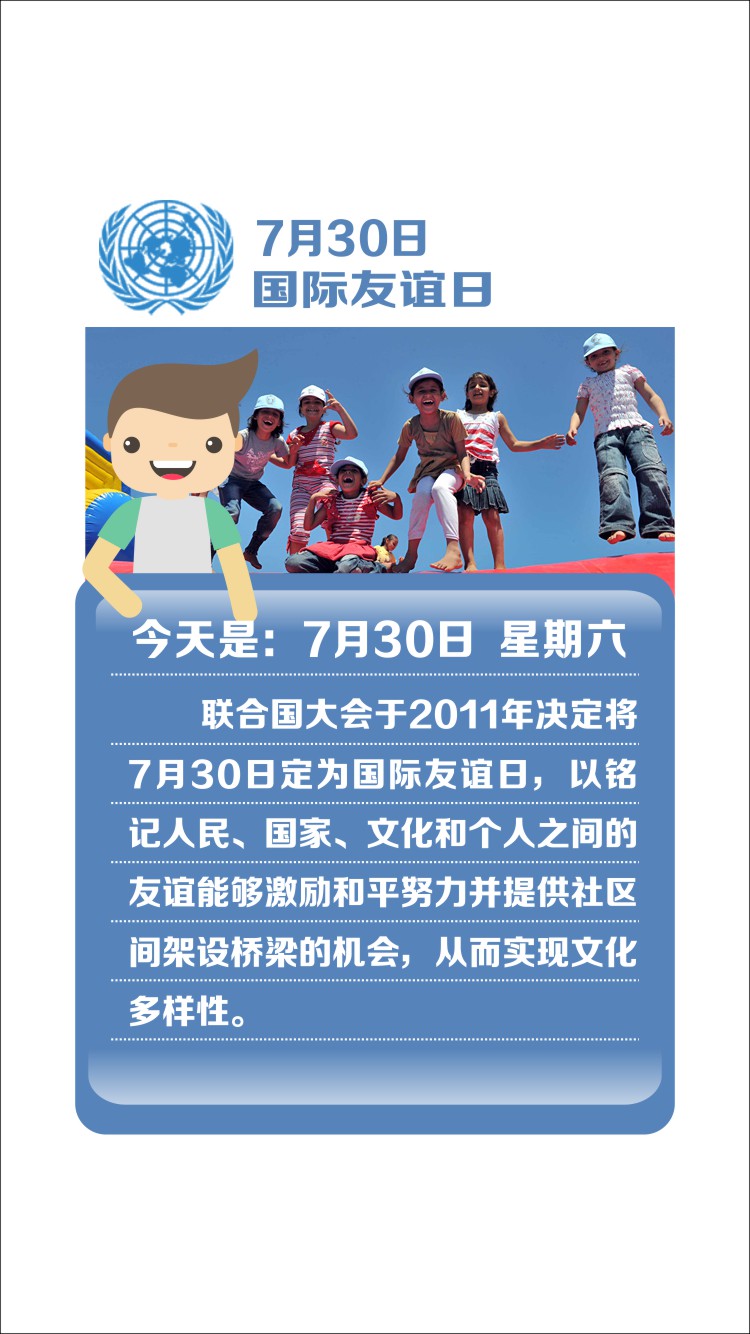 7月30日
国际友谊日
今天是：7月30日 星期六
联合国大会于2011年决定将
7月30日定为国际友谊日，以铭
记人民、国家、文化和个人之间的
友谊能够激励和平努力并提供社区
间架设桥梁的机会，从而实现文化
多样性。